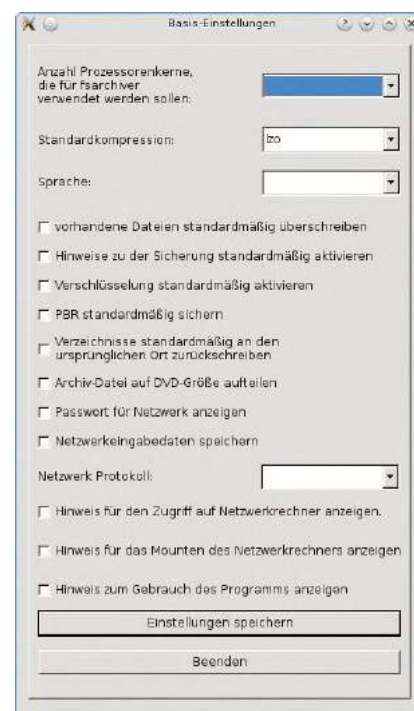 Basis-Einstellungen
Anzahl Prozessorenkerne,
die für fsarchiver
verwendet werden sollen:
Standardkompression:
lzo
Sprache:
vorhandene Dateien standardmäßig überschreiben
Hinweise zu der Sicherung standardmäßig aktivieren
Verschlüsselung standardmäßig aktivieren
PBR standardmäßig sichern
Verzeichnisse standardmäßig an den
ursprünglichen Ort zurückschreiben
Archiv-Datei auf DVD-Größe aufteilen
Passwort für Netzwerk anzeigen
Netzwerkeingabedaten speichern
Netzwerk Protokoll:
Hinweis für den Zugriff auf Netzwerkrechner anzeigen.
Hinweis für das Mounten des Netzwerkrechners anzeigen
Hinweis zum Gebrauch des Programms anzeigen
Einstellungen speichern
Beenden